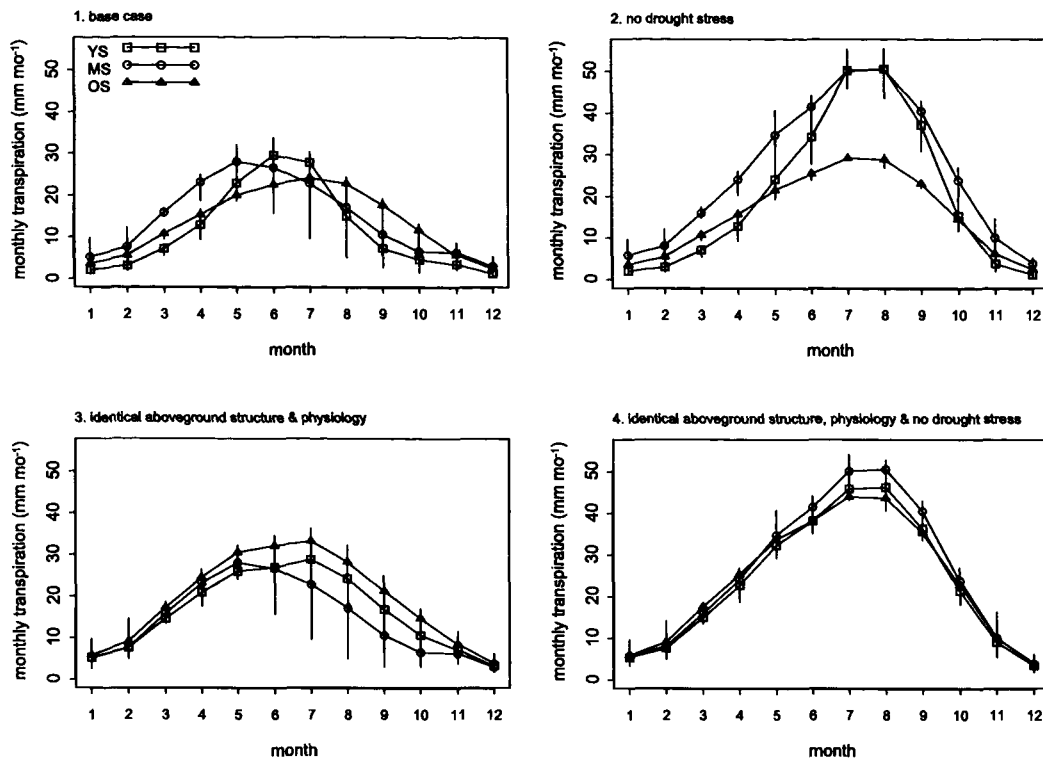 1. base case
monthly transpiration (mm mo⁻¹)
50
40
30
20
10
0
YS
MS
OS
1 2 3 4 5 6 7 8 9 10 11 12
month
2. no drought stress
monthly transpiration (mm mo⁻¹)
50
40
30
20
10
0
1 2 3 4 5 6 7 8 9 10 11 12
month
3. identical aboveground structure & physiology
monthly transpiration (mm mo⁻¹)
50
40
30
20
10
0
1 2 3 4 5 6 7 8 9 10 11 12
month
4. identical aboveground structure, physiology & no drought stress
monthly transpiration (mm mo⁻¹)
50
40
30
20
10
0
1 2 3 4 5 6 7 8 9 10 11 12
month